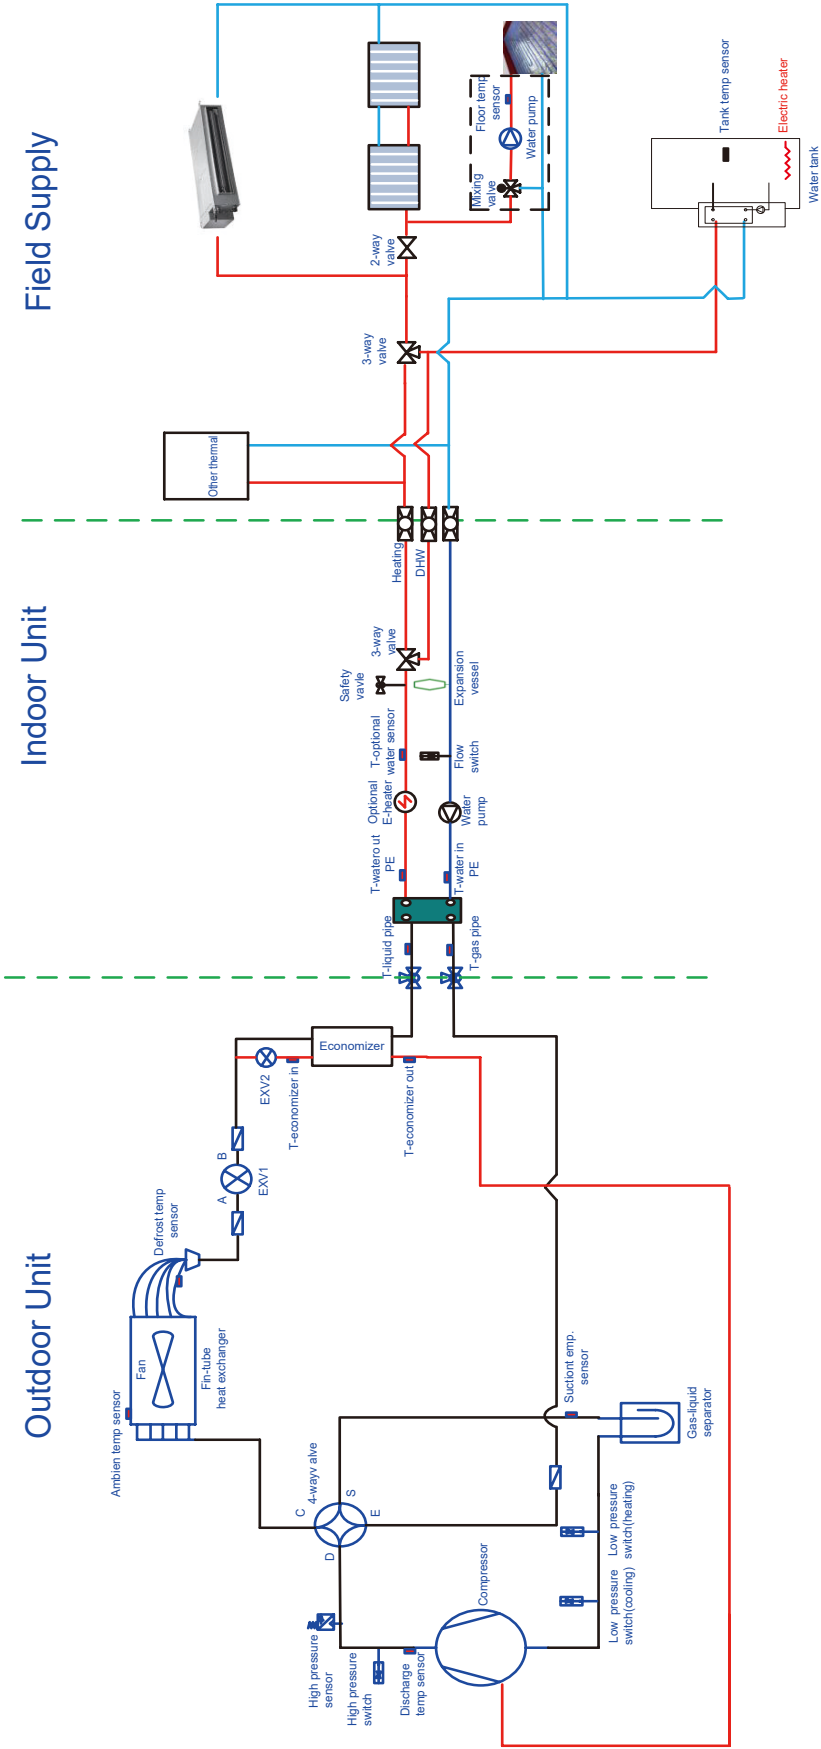 Outdoor Unit
Indoor Unit
Field Supply
Ambien temp sensor
Fan
Fin-tube
heat exchanger
Defrost temp
sensor
A
B
EXV1
EXV2
T-economizer in
Economizer
T-economizer out
C
4-wayv alve
S
D
E
High pressure
sensor
High pressure
switch
Discharge
temp sensor
Compressor
Low pressure
switch(cooling)
Low pressure
switch(heating)
Suctiont emp.
sensor
Gas-liquid
separator
T-liquid pipe
T-gas pipe
T-watero ut
PE
T-water in
PE
Optional
E-heater
Water
pump
T-optional
water sensor
Flow
switch
Safety
vavle
3-way
valve
Expansion
vessel
Heating
DHW
Other thermal
3-way
valve
2-way
valve
Mixing
valve
Water pump
Floor temp
sensor
Tank temp sensor
Electric heater
Water tank